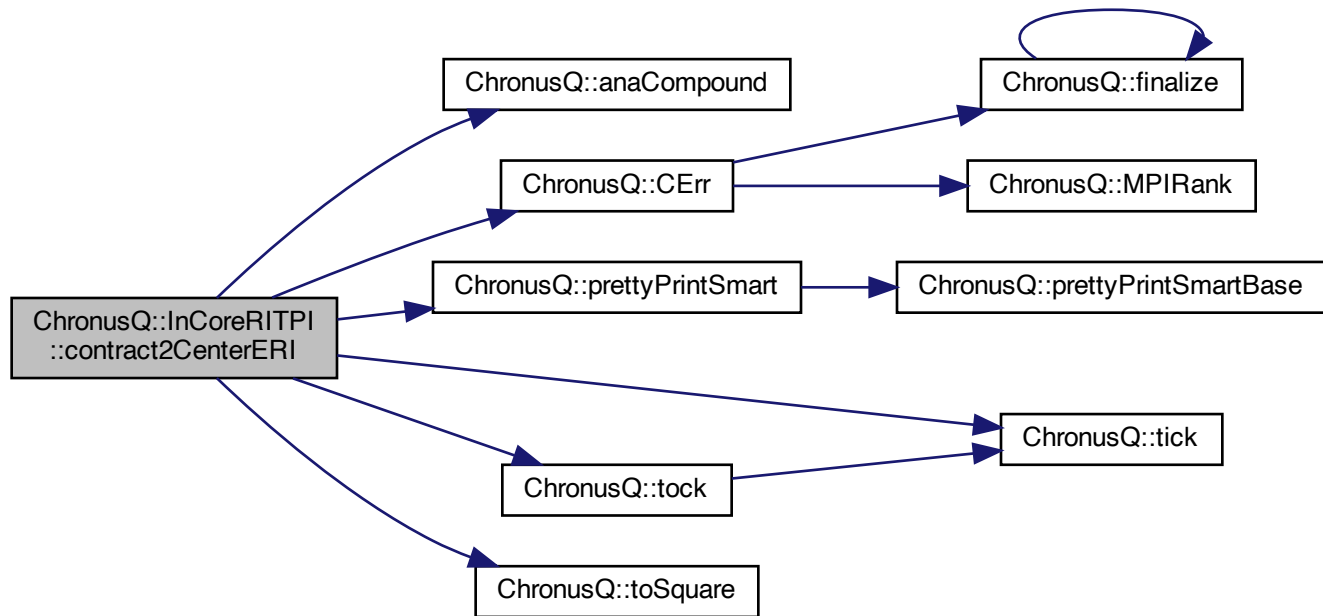 ChronusQ::InCoreRITPI
::contract2CenterERI
ChronusQ::anaCompound
ChronusQ::CErr
ChronusQ::finalize
ChronusQ::MPIRank
ChronusQ::prettyPrintSmart
ChronusQ::prettyPrintSmartBase
ChronusQ::tick
ChronusQ::tock
ChronusQ::toSquare